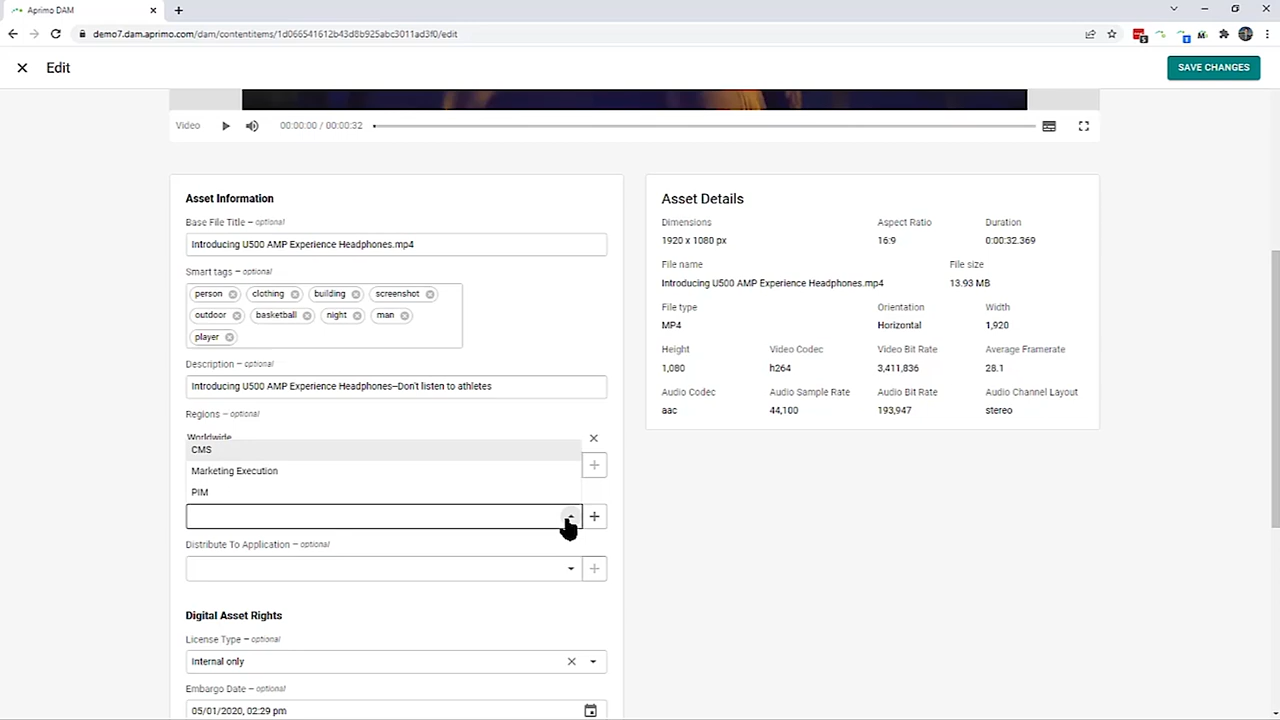 Aprimo DAM
demo7.dam.aprimo.com/dam/contentitems/1d066541612b43d8b925abc3011ad3f0/edit
Edit
SAVE CHANGES
Video
00:00:00 / 00:00:32
Asset Information
Base File Title – optional
Introducing U500 AMP Experience Headphones.mp4
Smart tags – optional
person
clothing
building
screenshot
outdoor
basketball
night
man
player
Description – optional
Introducing U500 AMP Experience Headphones--Don't listen to athletes
Regions – optional
Worldwide
CMS
Marketing Execution
PIM
Distribute To Application – optional
Digital Asset Rights
License Type – optional
Internal only
Embargo Date – optional
05/01/2020, 02:29 pm
Asset Details
Dimensions
Aspect Ratio
Duration
1920 x 1080 px
16:9
0:00:32.369
File name
File size
Introducing U500 AMP Experience Headphones.mp4
13.93 MB
File type
Orientation
Width
MP4
Horizontal
1,920
Height
Video Codec
Video Bit Rate
Average Framerate
1,080
h264
3,411,836
28.1
Audio Codec
Audio Sample Rate
Audio Bit Rate
Audio Channel Layout
aac
44,100
193,947
stereo